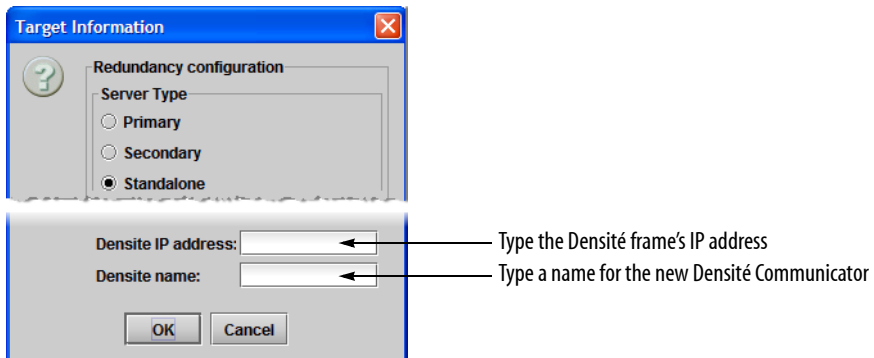 Target Information
Redundancy configuration
Server Type
Primary
Secondary
Standalone
Densite IP address:
Type the Densité frame's IP address
Densite name:
Type a name for the new Densité Communicator
OK
Cancel